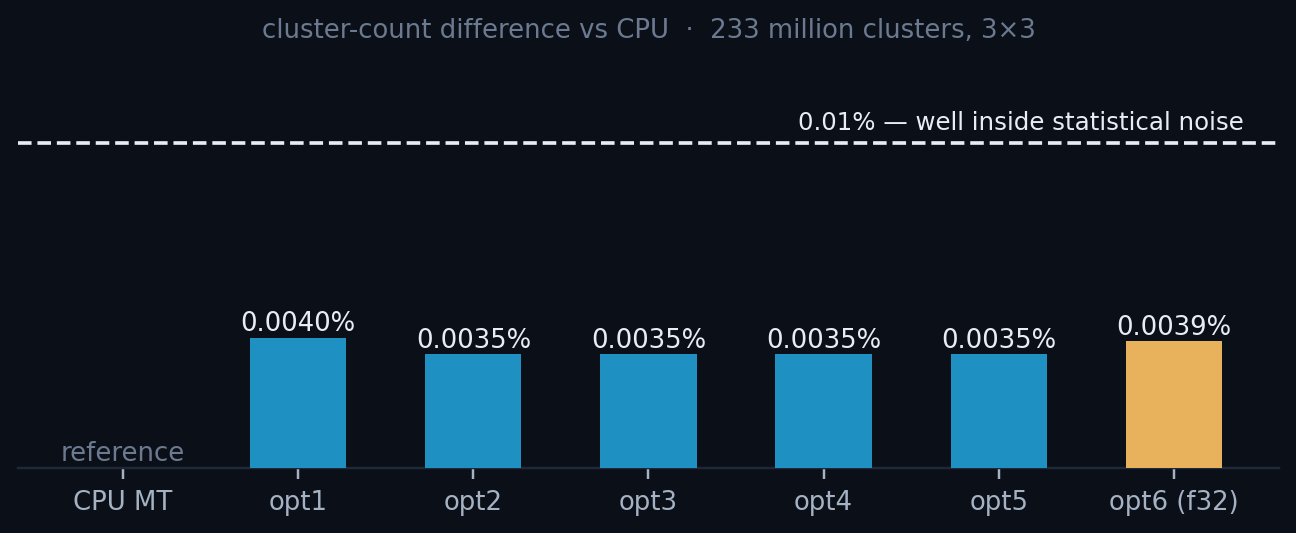 cluster-count difference vs CPU · 233 million clusters, 3×3
0.01% — well inside statistical noise
0.0040%
0.0035%
0.0035%
0.0035%
0.0035%
0.0039%
reference
CPU MT
opt1
opt2
opt3
opt4
opt5
opt6 (f32)